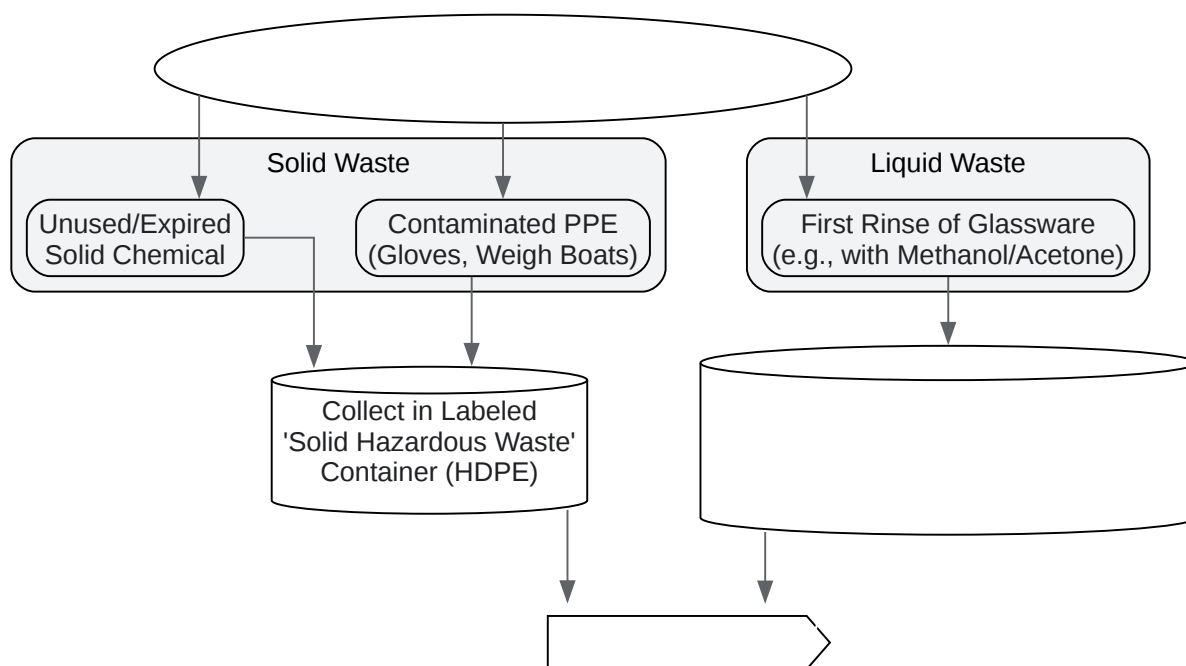 Solid Waste
Liquid Waste
Unused/Expired
Solid Chemical
Contaminated PPE
(Gloves, Weigh Boats)
First Rinse of Glassware
(e.g., with Methanol/Acetone)
Collect in Labeled
'Solid Hazardous Waste'
Container (HDPE)